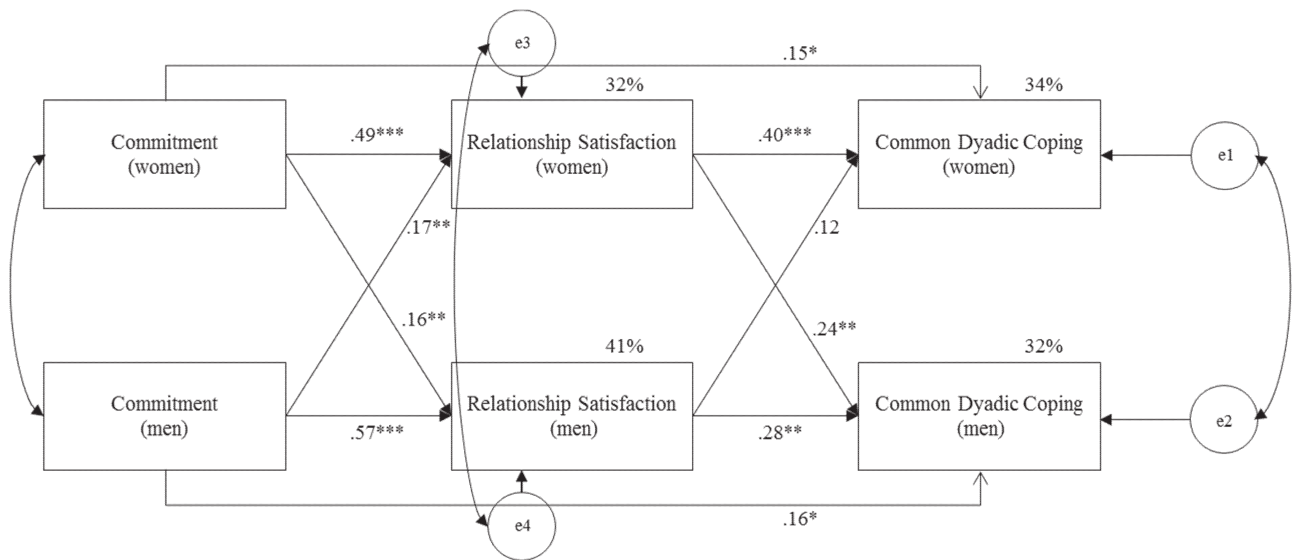 e3
.15*
32%
34%
Commitment
(women)
.49***
Relationship Satisfaction
(women)
.40***
Common Dyadic Coping
(women)
e1
.17**
.12
.16**
.24**
41%
32%
Commitment
(men)
.57***
Relationship Satisfaction
(men)
.28**
Common Dyadic Coping
(men)
e2
e4
.16*